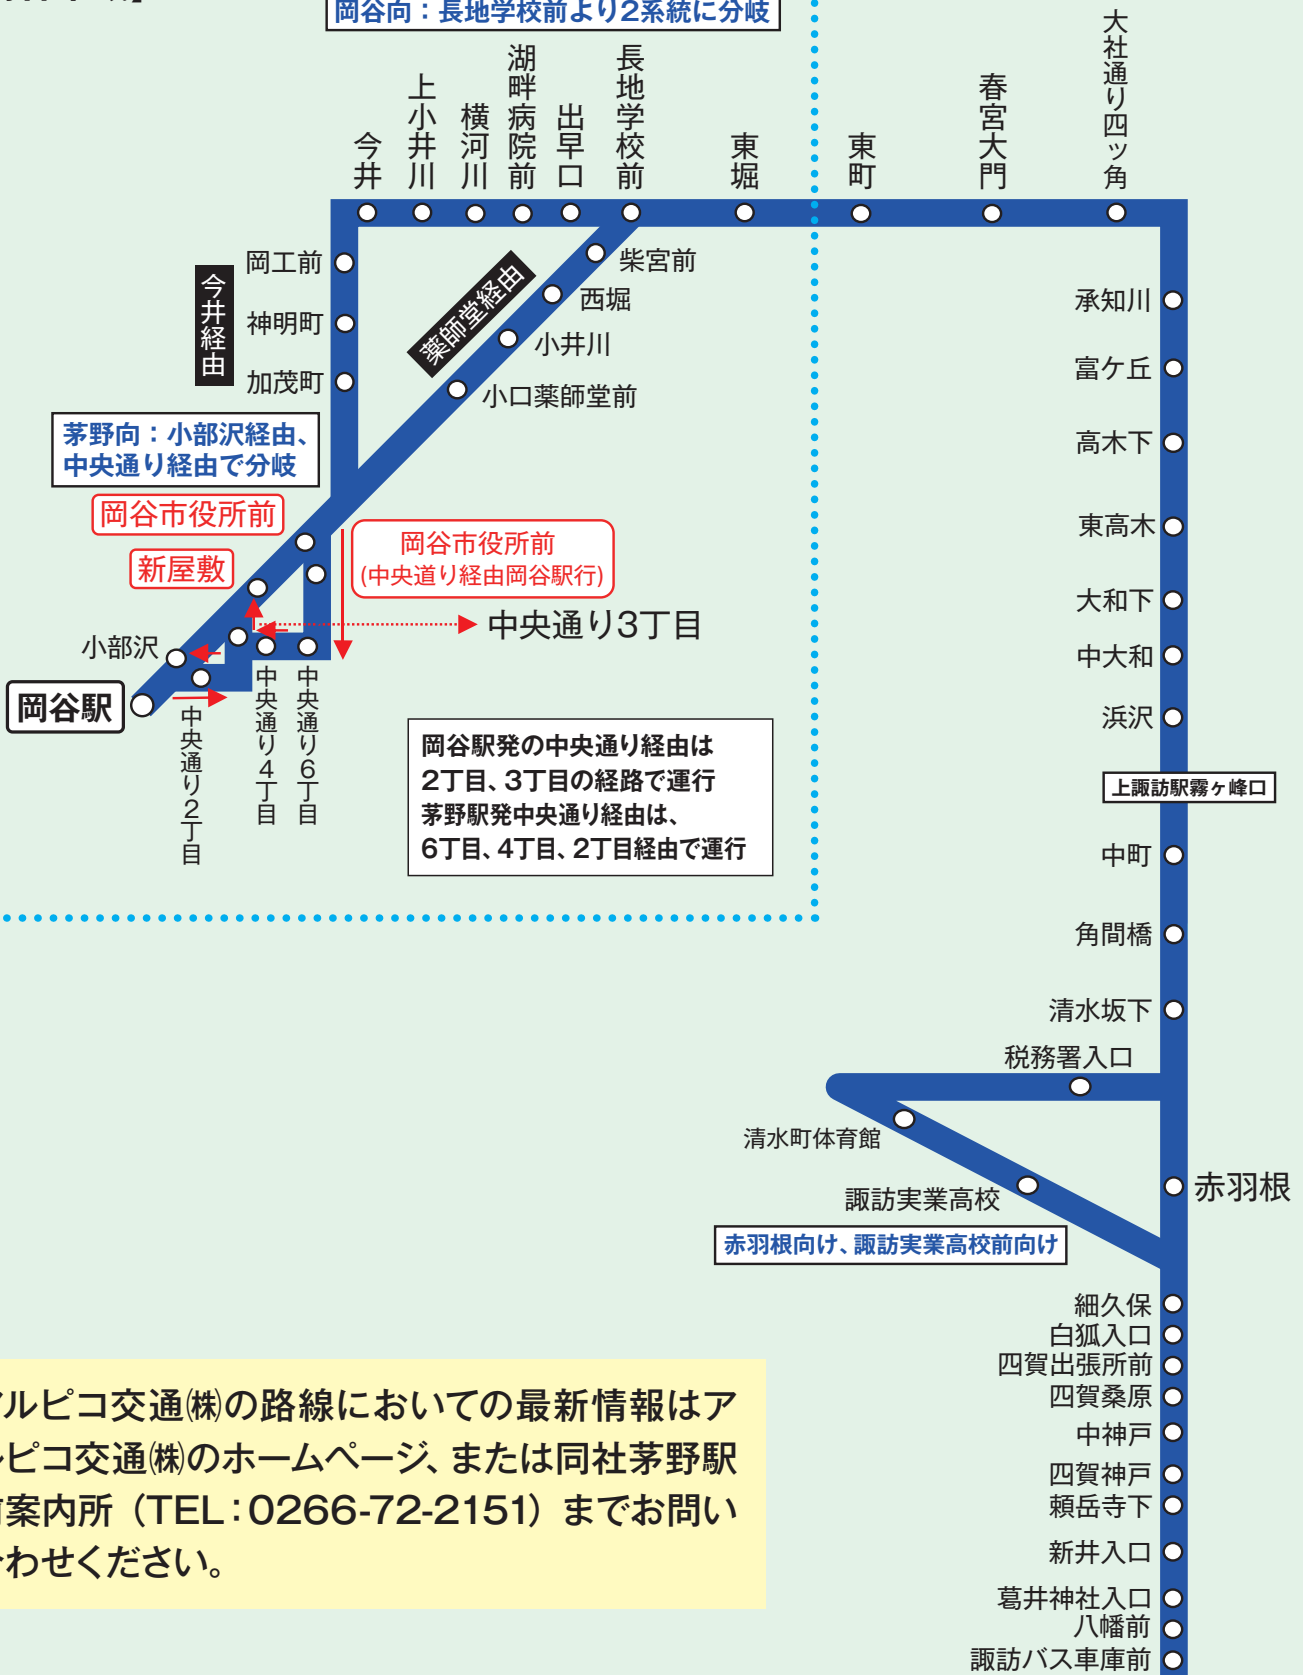 岡谷向：長地学校前より2系統に分岐
今井
上小井川
横河川
湖畔病院前
出早口
長地学校前
東堀
東町
春宮大門
大社通り四ッ角
岡工前
神明町
加茂町
今井経由
薬師堂経由
柴宮前
西堀
小井川
小口薬師堂前
茅野向：小部沢経由、
中央通り経由で分岐
岡谷市役所前
新屋敷
岡谷市役所前
(中央道り経由岡谷駅行)
中央通り3丁目
小部沢
岡谷駅
中央通り2丁目
中央通り4丁目
中央通り6丁目
岡谷駅発の中央通り経由は
2丁目、3丁目の経路で運行
茅野駅発中央通り経由は、
6丁目、4丁目、2丁目経由で運行
承知川
富ケ丘
高木下
東高木
大和下
中大和
浜沢
上諏訪駅霧ヶ峰口
中町
角間橋
清水坂下
税務署入口
清水町体育館
諏訪実業高校
赤羽根
赤羽根向け、諏訪実業高校前向け
細久保
白狐入口
四賀出張所前
四賀桑原
中神戸
四賀神戸
頼岳寺下
新井入口
葛井神社入口
八幡前
諏訪バス車庫前
アルピコ交通㈱の路線においての最新情報はア
ルピコ交通㈱のホームページ、または同社茅野駅
前案内所（TEL：0266-72-2151）までお問い
合わせください。